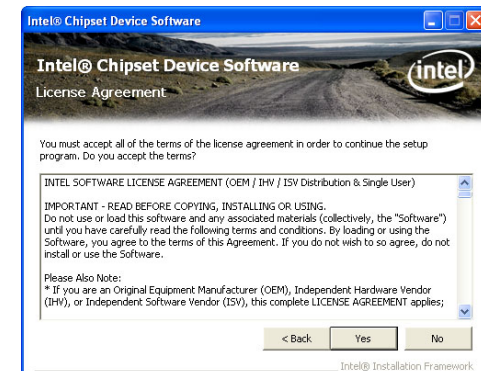 Intel® Chipset Device Software
Intel® Chipset Device Software
License Agreement
intel
You must accept all of the terms of the license agreement in order to continue the setup
program. Do you accept the terms?
INTEL SOFTWARE LICENSE AGREEMENT (OEM / IHV / ISV Distribution & Single User)
IMPORTANT - READ BEFORE COPYING, INSTALLING OR USING.
Do not use or load this software and any associated materials (collectively, the "Software")
until you have carefully read the following terms and conditions. By loading or using the
Software, you agree to the terms of this Agreement. If you do not wish to so agree, do not
install or use the Software.
Please Also Note:
* If you are an Original Equipment Manufacturer (OEM), Independent Hardware Vendor
(IHV), or Independent Software Vendor (ISV), this complete LICENSE AGREEMENT applies;
< Back Yes No
Intel® Installation Framework